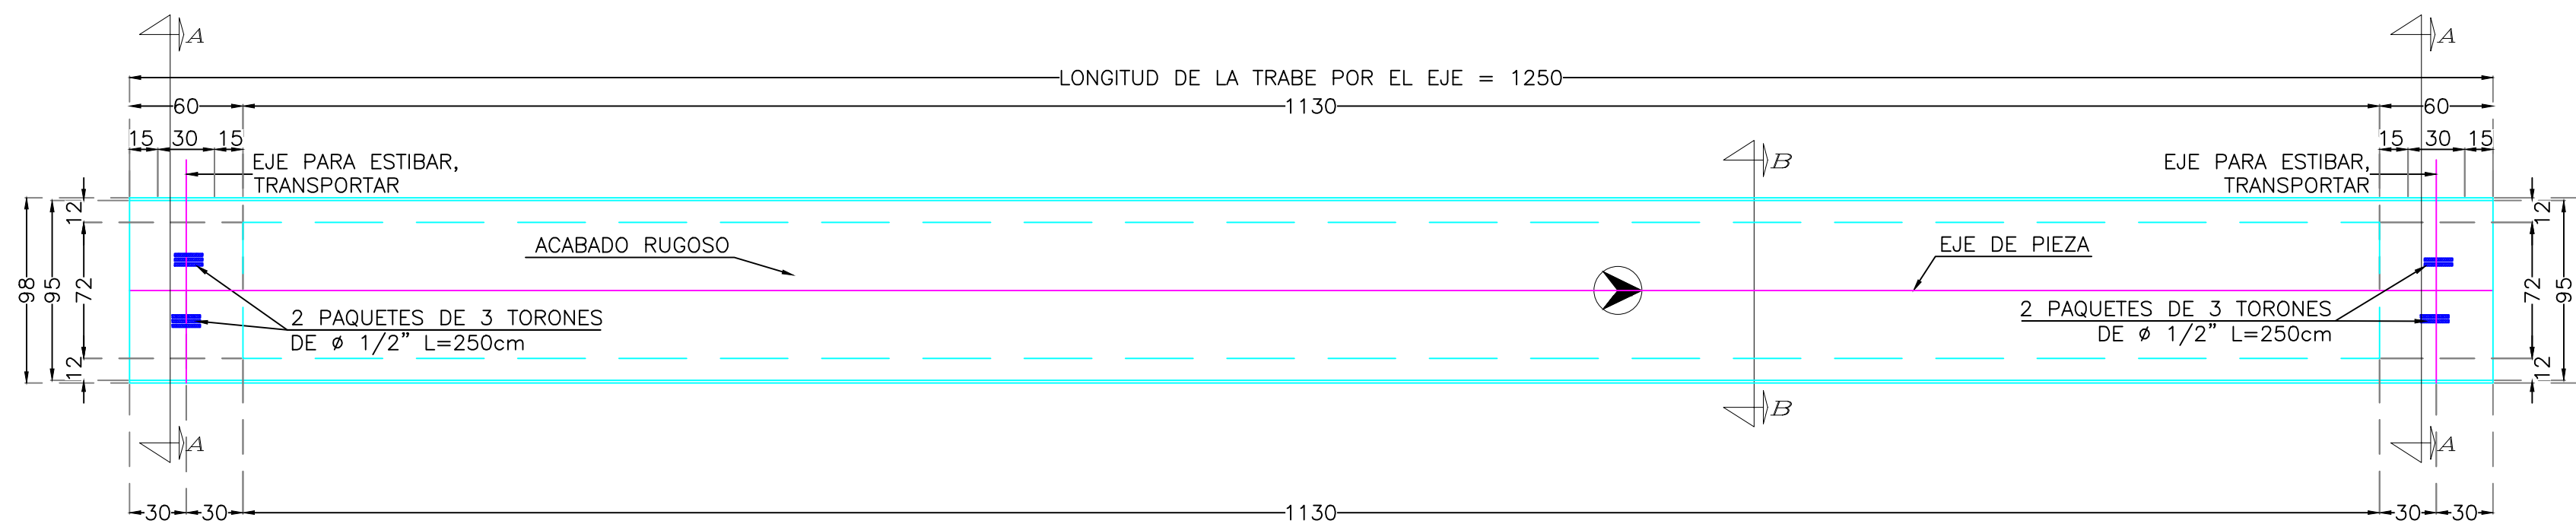 A
A
LONGITUD DE LA TRABE POR EL EJE = 1250
60
1130
60
15 30 15
15 30 15
EJE PARA ESTIBAR,
TRANSPORTAR
B
EJE PARA ESTIBAR,
TRANSPORTAR
12
12
ACABADO RUGOSO
EJE DE PIEZA
98
95
72
72
95
2 PAQUETES DE 3 TORONES
DE ø 1/2" L=250cm
2 PAQUETES DE 3 TORONES
DE ø 1/2" L=250cm
12
12
B
A
A
30
30
1130
30
30